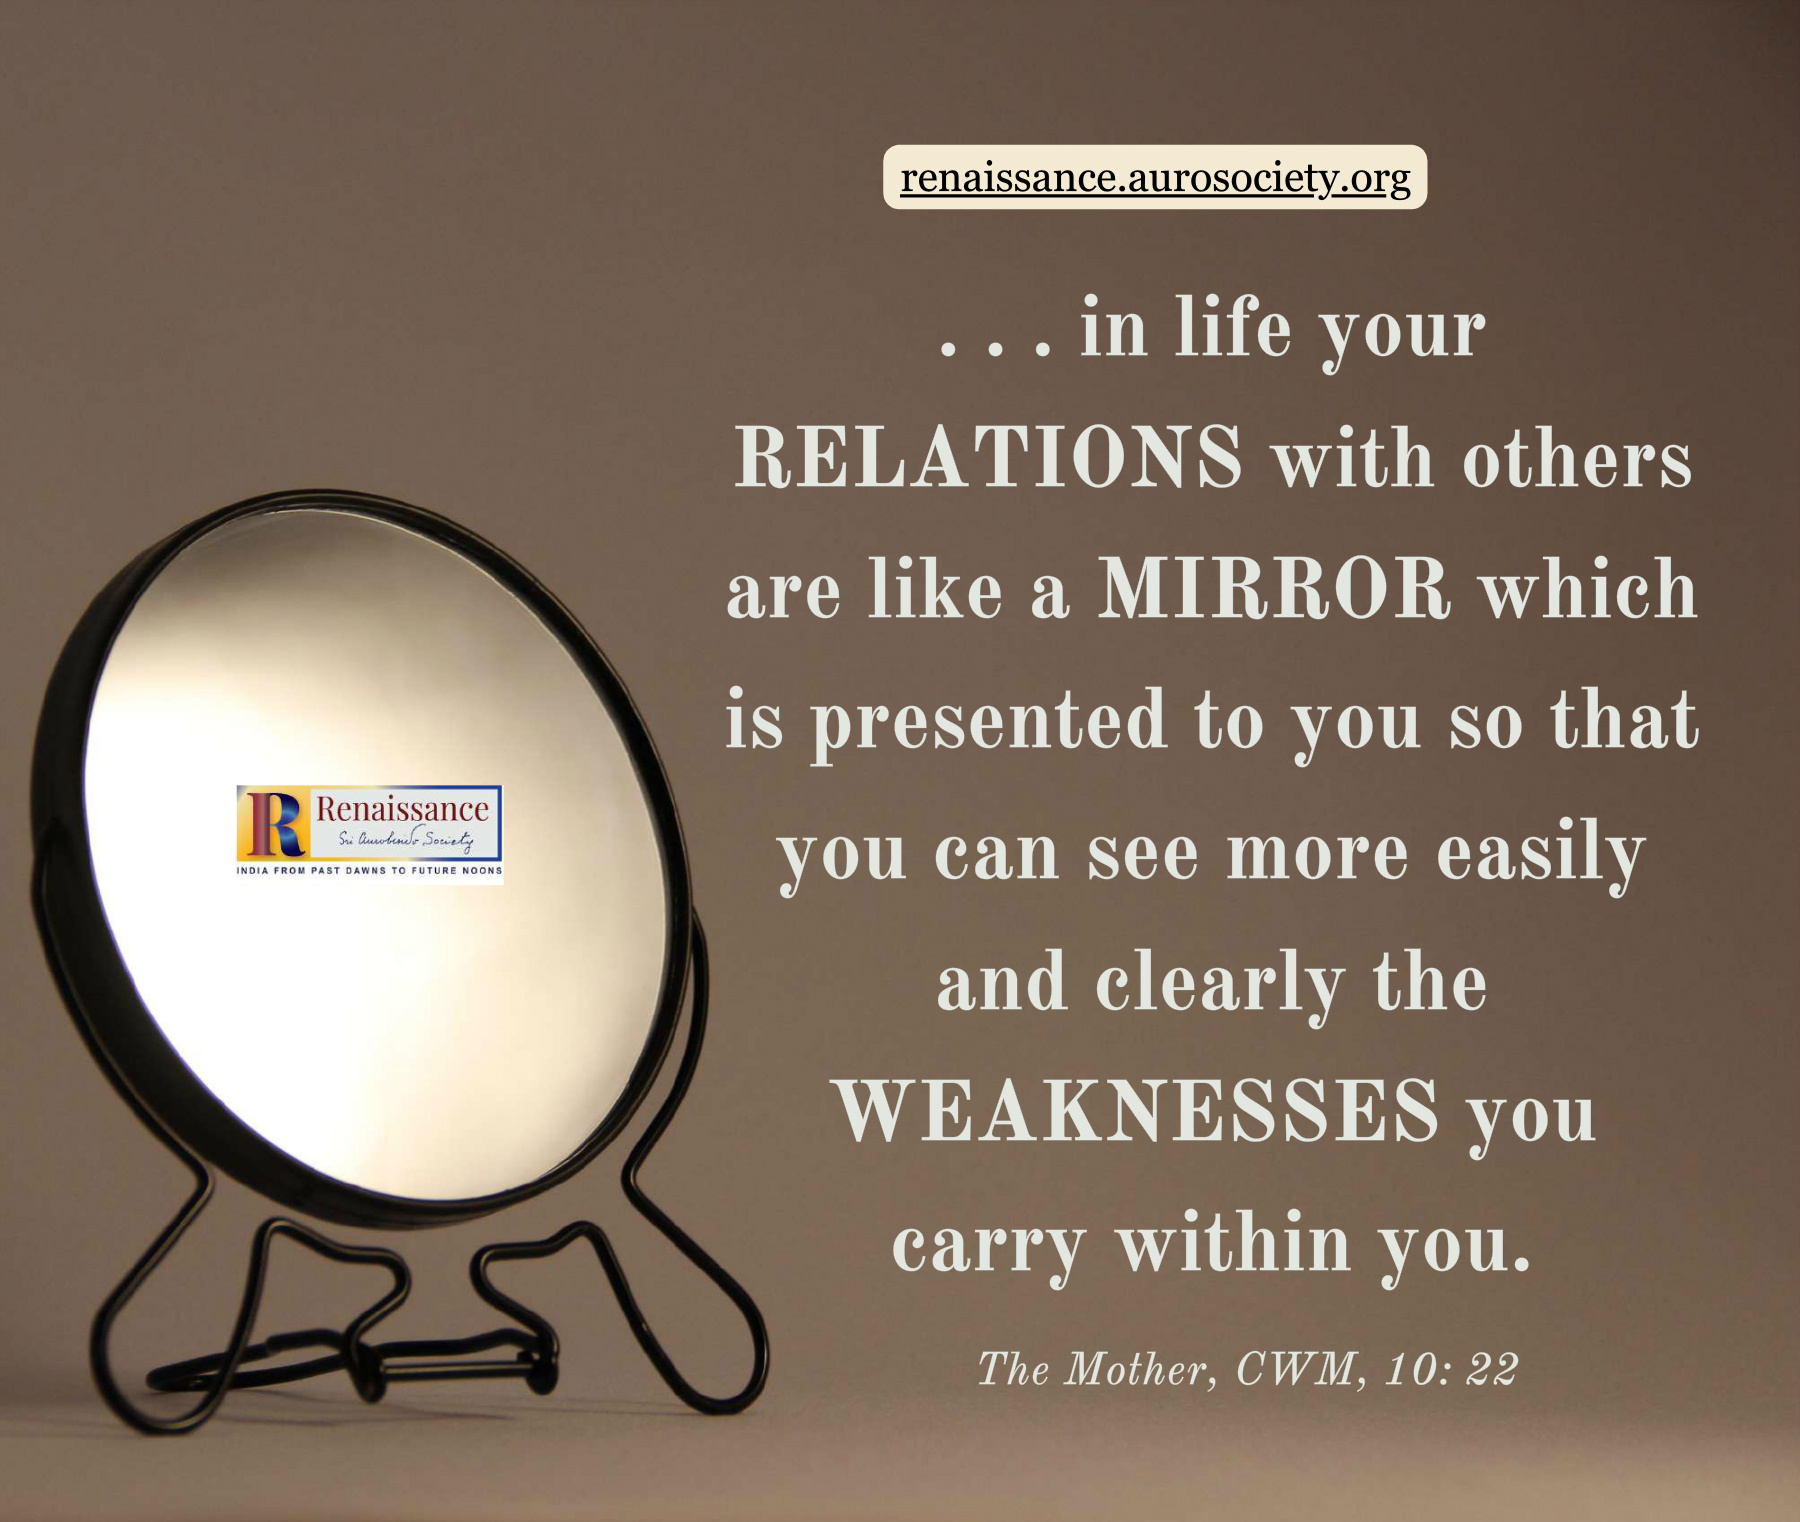 renaissance.aurosociety.org
. . . in life your
RELATIONS with others
are like a MIRROR which
is presented to you so that
you can see more easily
and clearly the
WEAKNESSES you
carry within you.
The Mother, CWM, 10: 22
R Renaissance
Sri Aurobindo Society
INDIA FROM PAST DAWNS TO FUTURE NOONS